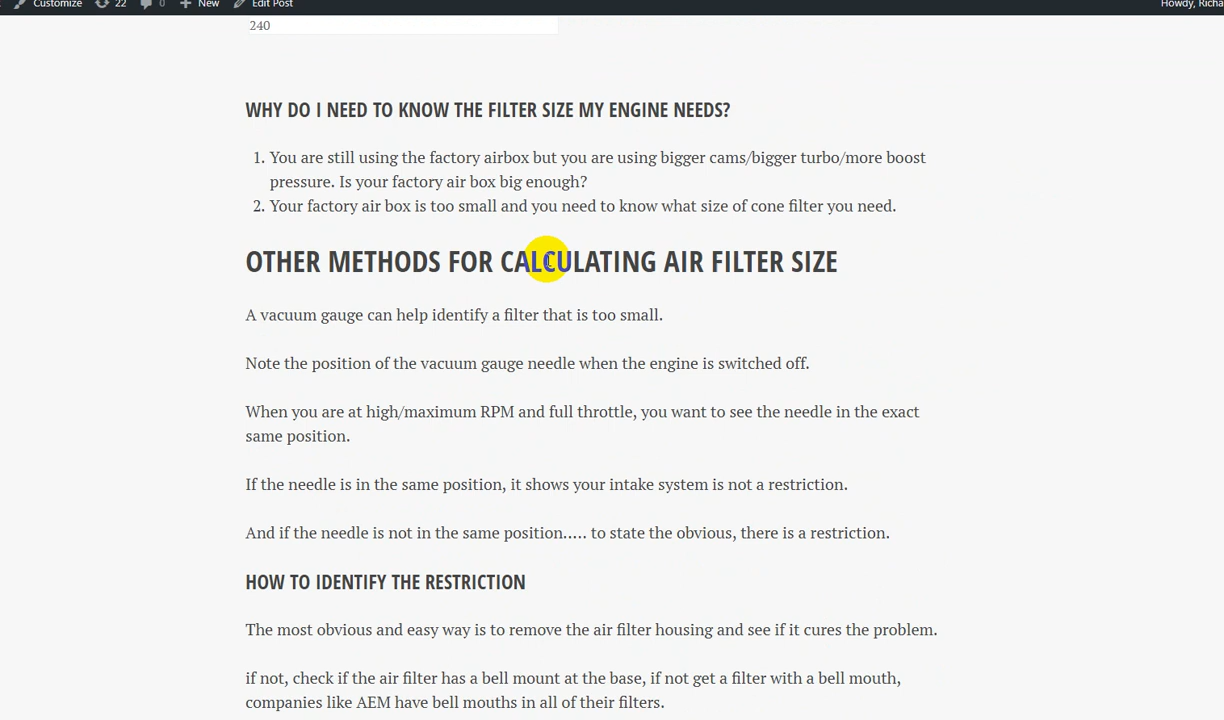 Customize 22 0 New Edit Post Howdy, Richa
240
WHY DO I NEED TO KNOW THE FILTER SIZE MY ENGINE NEEDS?
1. You are still using the factory airbox but you are using bigger cams/bigger turbo/more boost
pressure. Is your factory air box big enough?
2. Your factory air box is too small and you need to know what size of cone filter you need.
OTHER METHODS FOR CALCULATING AIR FILTER SIZE
A vacuum gauge can help identify a filter that is too small.
Note the position of the vacuum gauge needle when the engine is switched off.
When you are at high/maximum RPM and full throttle, you want to see the needle in the exact
same position.
If the needle is in the same position, it shows your intake system is not a restriction.
And if the needle is not in the same position..... to state the obvious, there is a restriction.
HOW TO IDENTIFY THE RESTRICTION
The most obvious and easy way is to remove the air filter housing and see if it cures the problem.
if not, check if the air filter has a bell mount at the base, if not get a filter with a bell mouth,
companies like AEM have bell mouths in all of their filters.